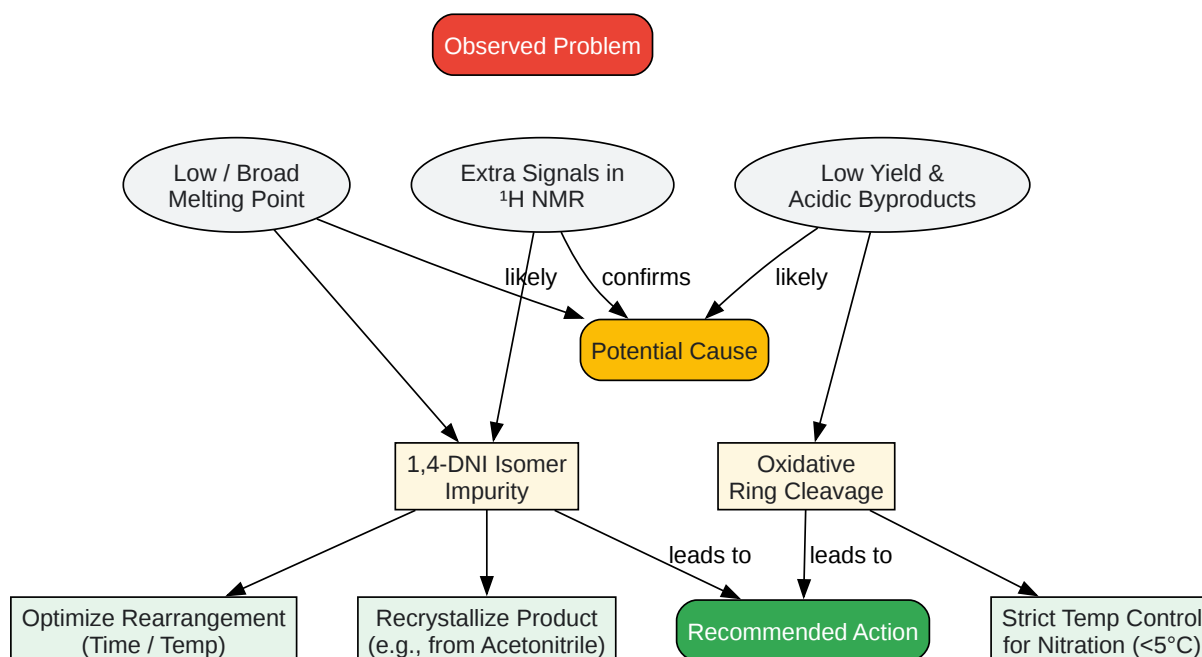 Observed Problem
Low / Broad
Melting Point
Extra Signals in
¹H NMR
Low Yield &
Acidic Byproducts
likely
confirms
likely
Potential Cause
1,4-DNI Isomer
Impurity
Oxidative
Ring Cleavage
leads to
leads to
Optimize Rearrangement
(Time / Temp)
Recrystallize Product
(e.g., from Acetonitrile)
Recommended Action
Strict Temp Control
for Nitration (<5°C)